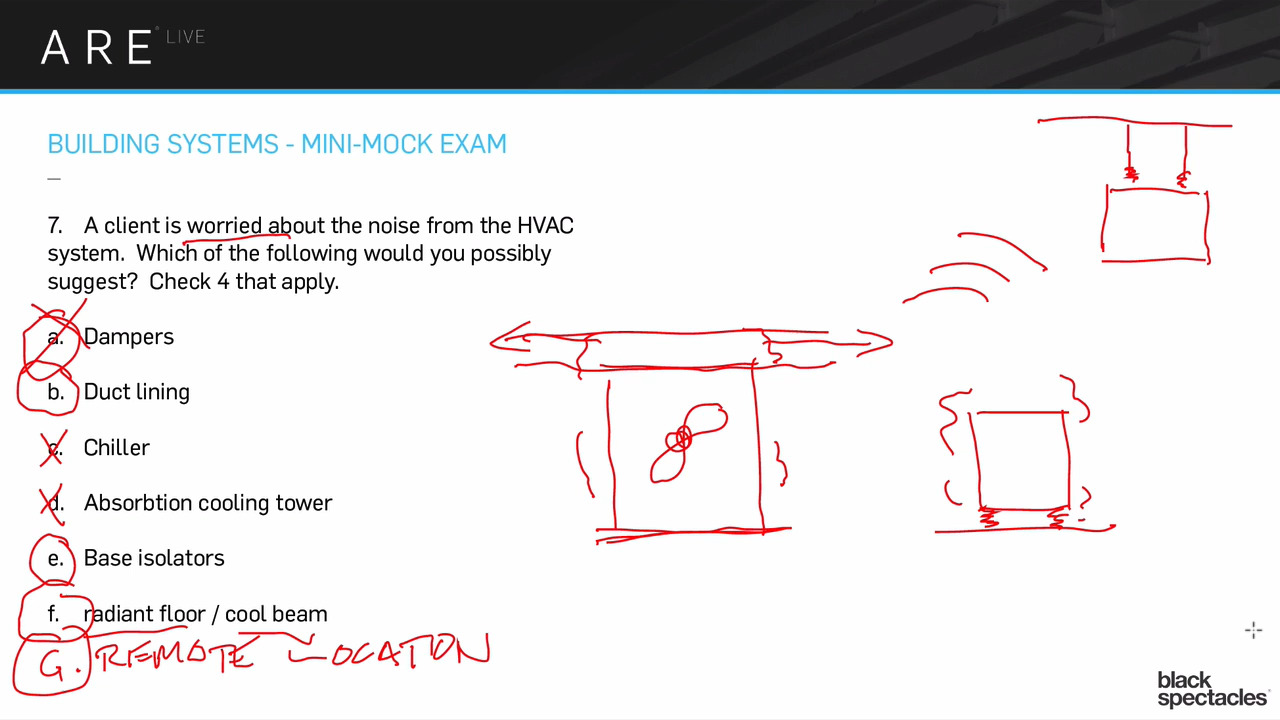 ARE® LIVE
BUILDING SYSTEMS - MINI-MOCK EXAM
7. A client is worried about the noise from the HVAC
system. Which of the following would you possibly
suggest? Check 4 that apply.
a. Dampers
b. Duct lining
c. Chiller
d. Absorbtion cooling tower
e. Base isolators
f. radiant floor / cool beam
G. REMOTE LOCATION
black
spectacles